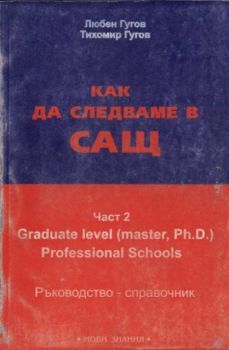 Любен Гугов
Тихомир Гугов
КАК
ДА СЛЕДВАМЕ В
САЩ
Част 2
Graduate level (master, Ph.D.)
Professional Schools
Ръководство - справочник
• НОВИ ЗНАНИЯ •